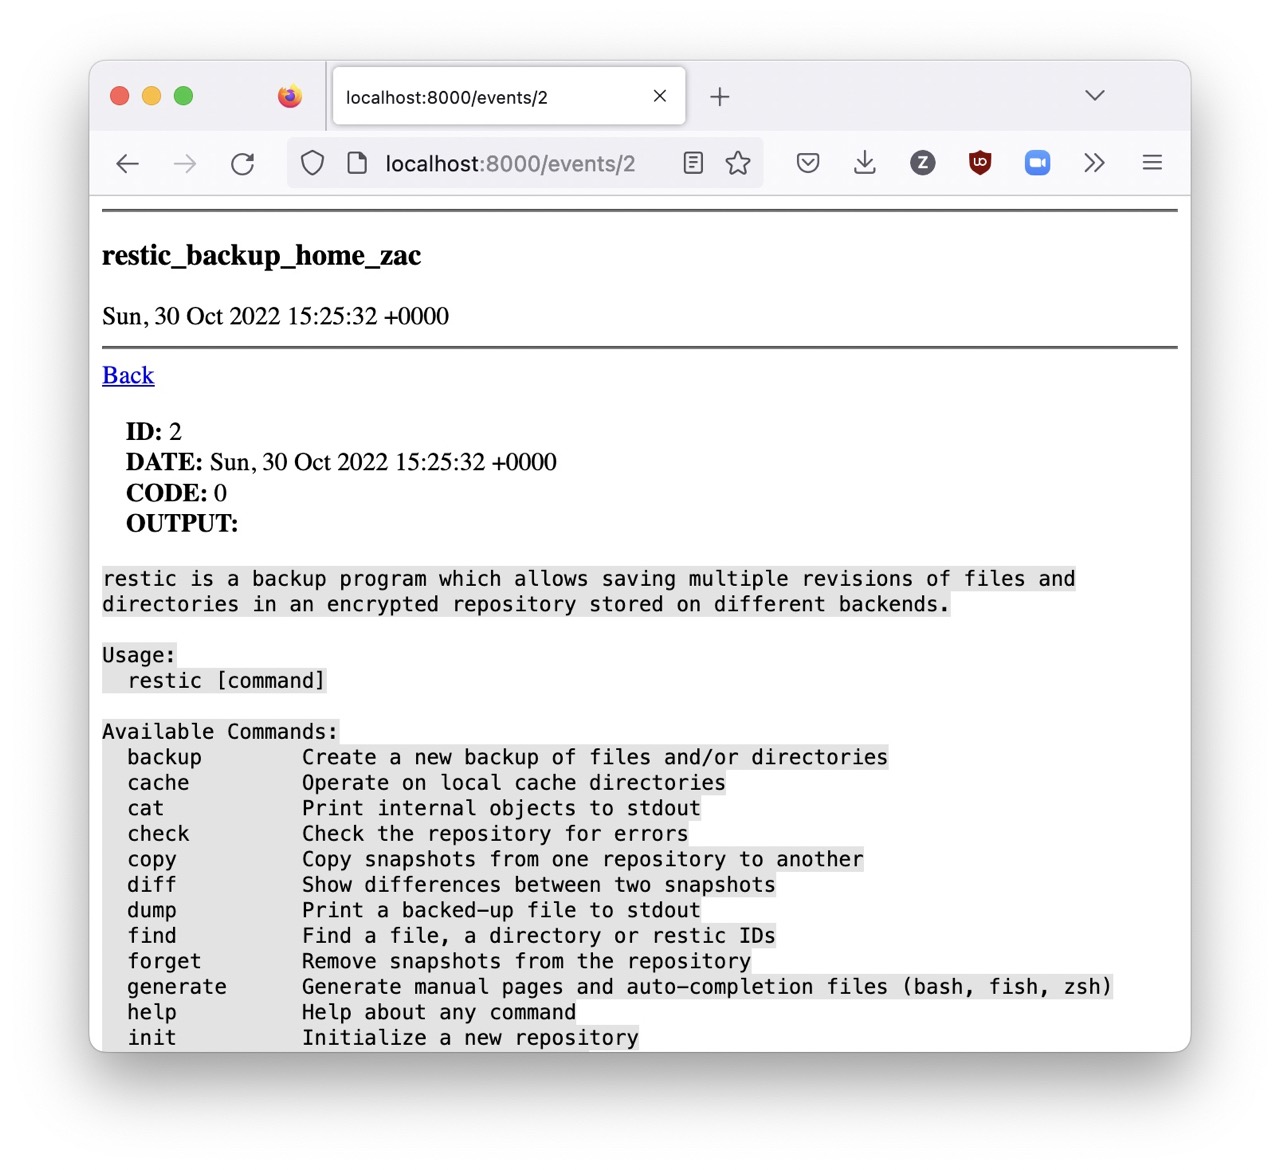 localhost:8000/events/2
localhost:8000/events/2
Z
UO
restic_backup_home_zac
Sun, 30 Oct 2022 15:25:32 +0000
Back
ID: 2
DATE: Sun, 30 Oct 2022 15:25:32 +0000
CODE: 0
OUTPUT:
restic is a backup program which allows saving multiple revisions of files and
directories in an encrypted repository stored on different backends.
Usage:
restic [command]
Available Commands:
backup Create a new backup of files and/or directories
cache Operate on local cache directories
cat Print internal objects to stdout
check Check the repository for errors
copy Copy snapshots from one repository to another
diff Show differences between two snapshots
dump Print a backed-up file to stdout
find Find a file, a directory or restic IDs
forget Remove snapshots from the repository
generate Generate manual pages and auto-completion files (bash, fish, zsh)
help Help about any command
init Initialize a new repository